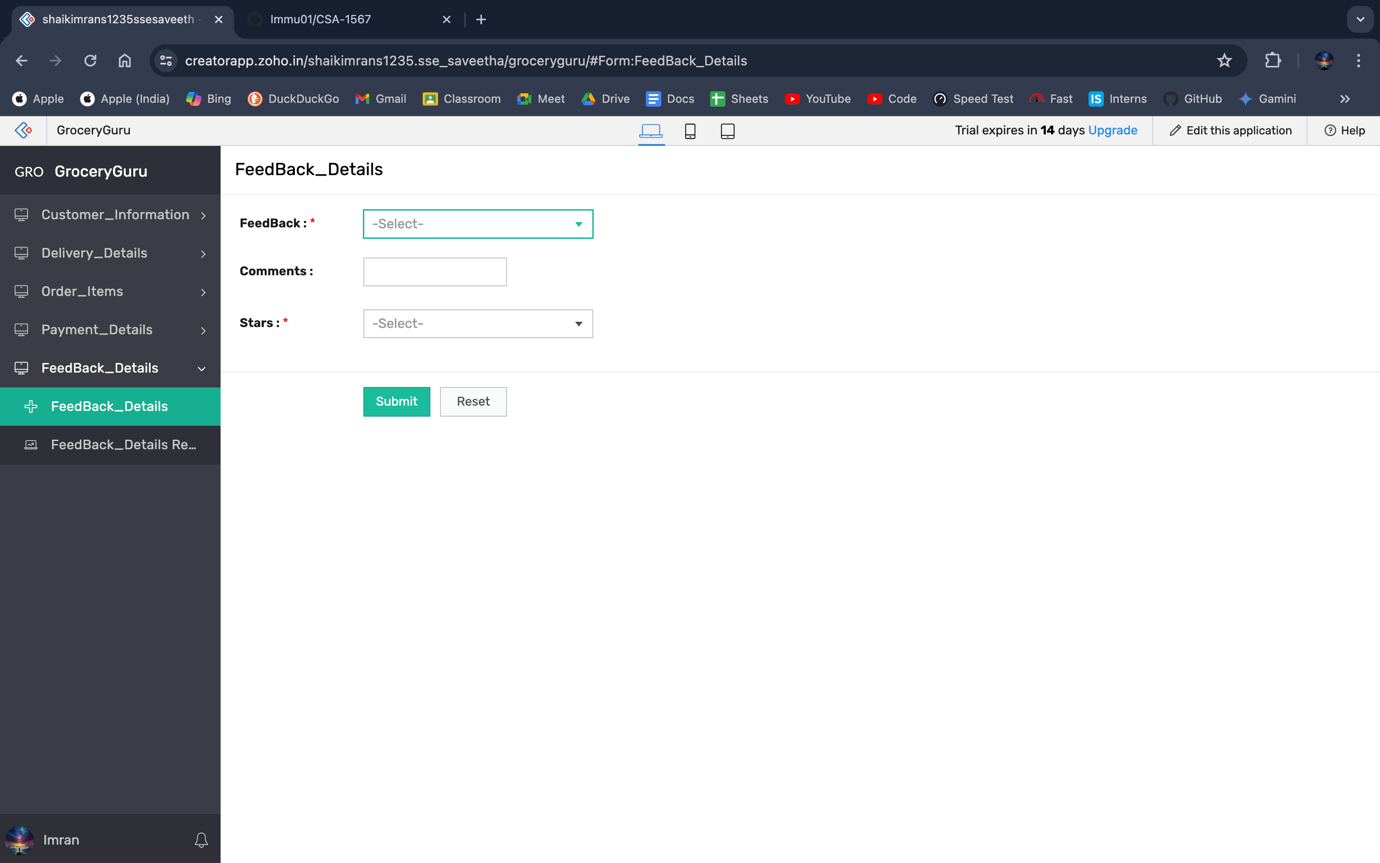 shaikimrans1235ssesaveeth
Immu01/CSA-1567
creatorapp.zoho.in/shaikimrans1235.sse_saveetha/groceryguru/#Form:FeedBack_Details
Apple Apple (India) Bing DuckDuckGo Gmail Classroom Meet Drive Docs Sheets YouTube Code Speed Test Fast IS Interns GitHub Gamini
GroceryGuru
Trial expires in 14 days Upgrade
Edit this application
Help
GRO GroceryGuru
Customer_Information
Delivery_Details
Order_Items
Payment_Details
FeedBack_Details
FeedBack_Details
FeedBack_Details Re...
Imran
FeedBack_Details
FeedBack : * -Select-
Comments :
Stars : * -Select-
Submit Reset